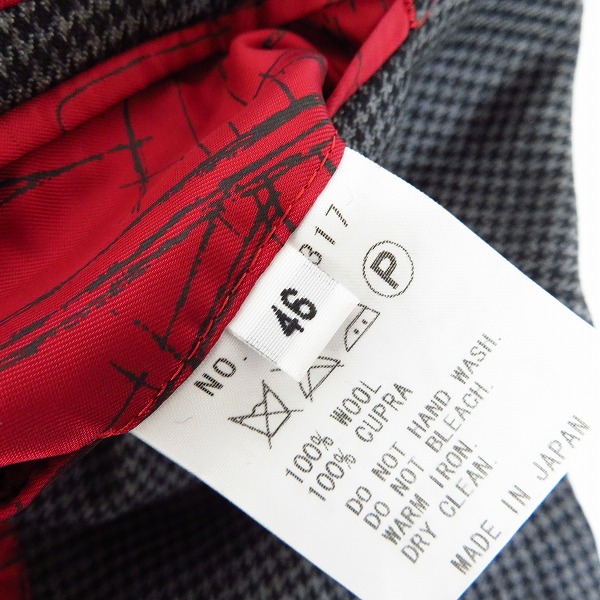 NO. 317
46
P
100% WOOL
100% CUPRA
DO NOT HAND WASH.
DO NOT BLEACH.
WARM IRON.
DRY CLEAN.
MADE IN JAPAN